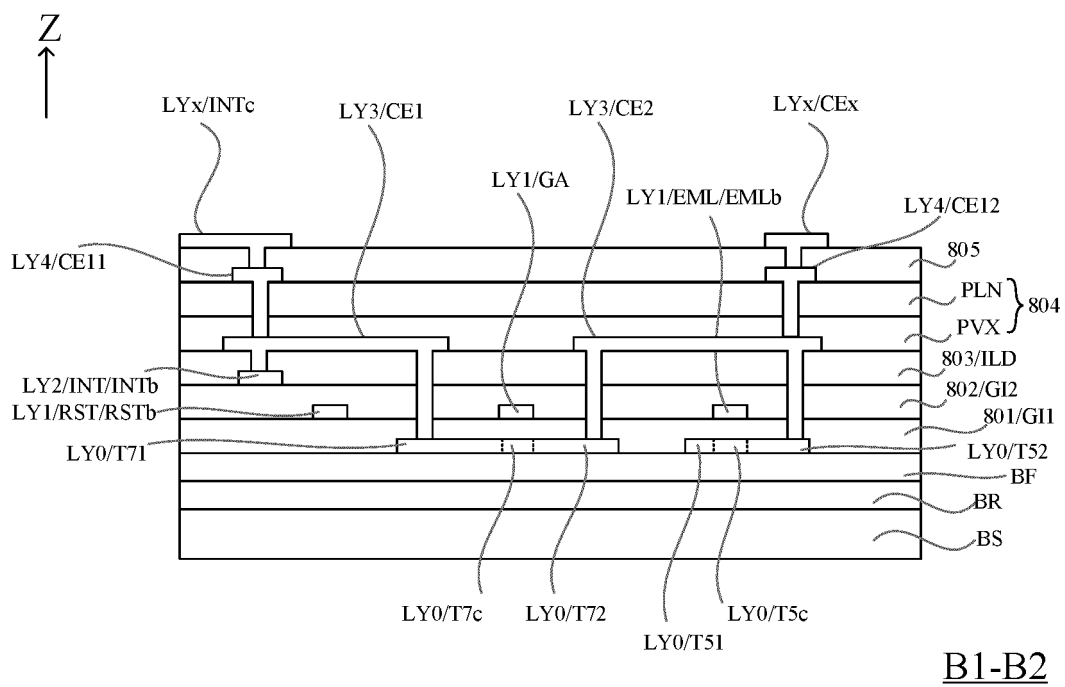 Z
LYx/INTc
LY3/CE1
LY3/CE2
LYx/CEx
LY1/GA
LY1/EML/EMLb
LY4/CE12
LY4/CE11
805
PLN
804
PVX
803/ILD
LY2/INT/INTb
802/GI2
LY1/RST/RSTb
801/GI1
LY0/T71
LY0/T52
BF
BR
BS
LY0/T7c
LY0/T72
LY0/T5c
LY0/T51
B1-B2